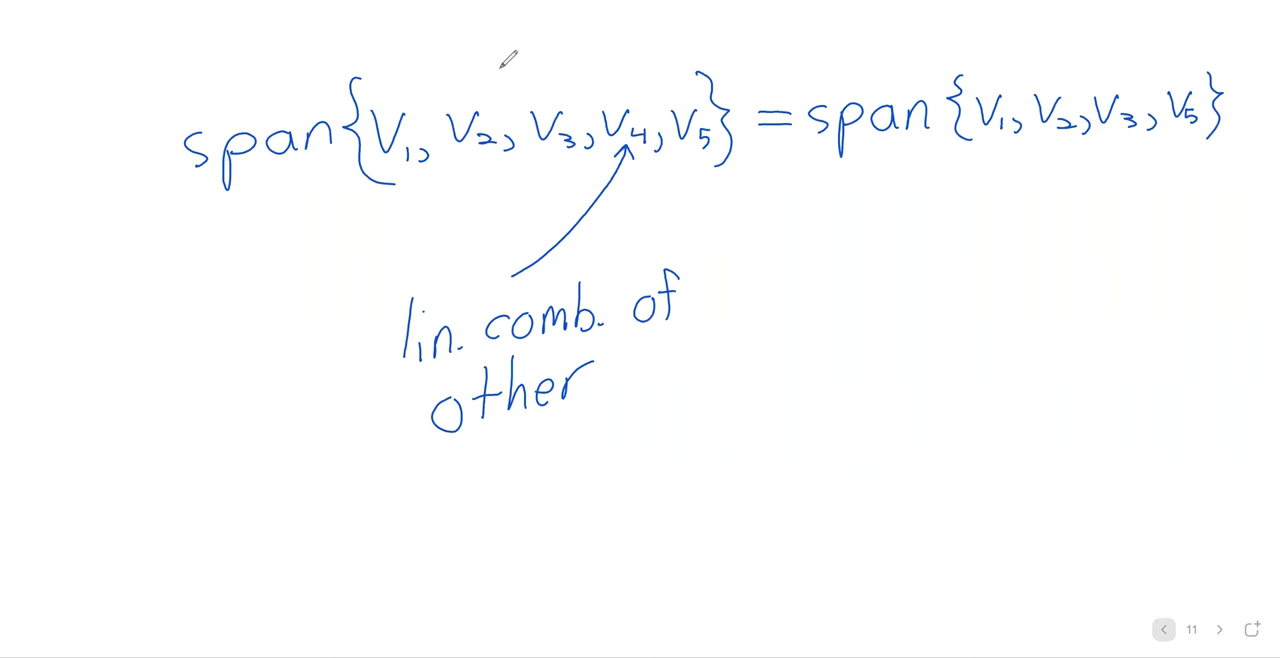 span{V₁, V₂, V₃, V₄, V₅} = span{V₁, V₂, V₃, V₅}
lin. comb. of
other
11